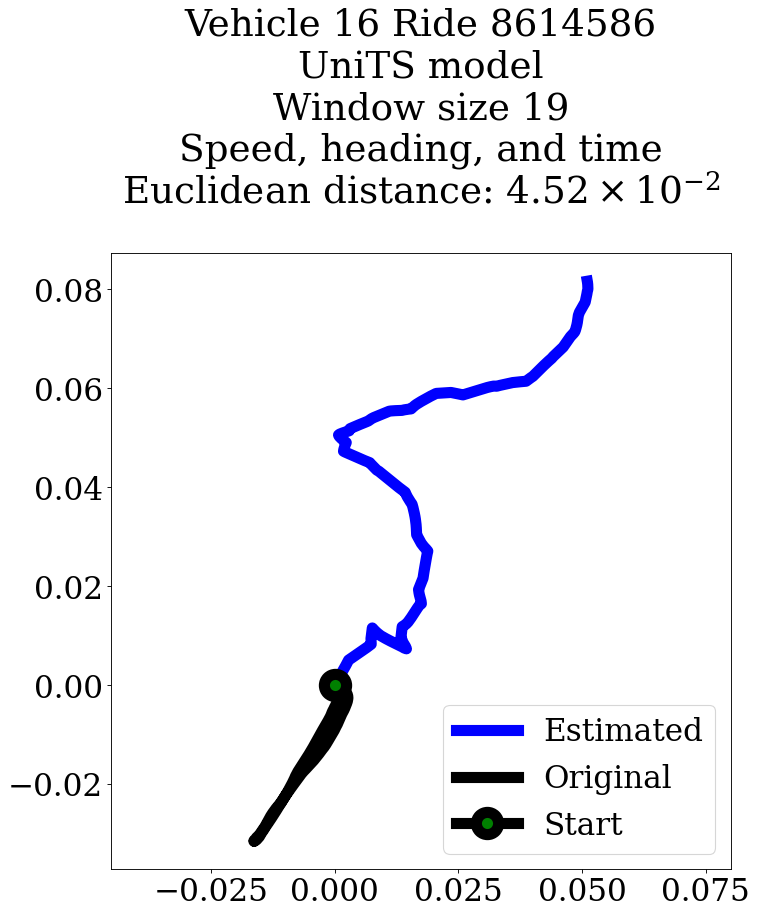 Vehicle 16 Ride 8614586
UniTS model
Window size 19
Speed, heading, and time
Euclidean distance: 4.52 × 10⁻²
0.08
0.06
0.04
0.02
0.00
−0.02
Estimated
Original
Start
−0.025 0.000 0.025 0.050 0.075